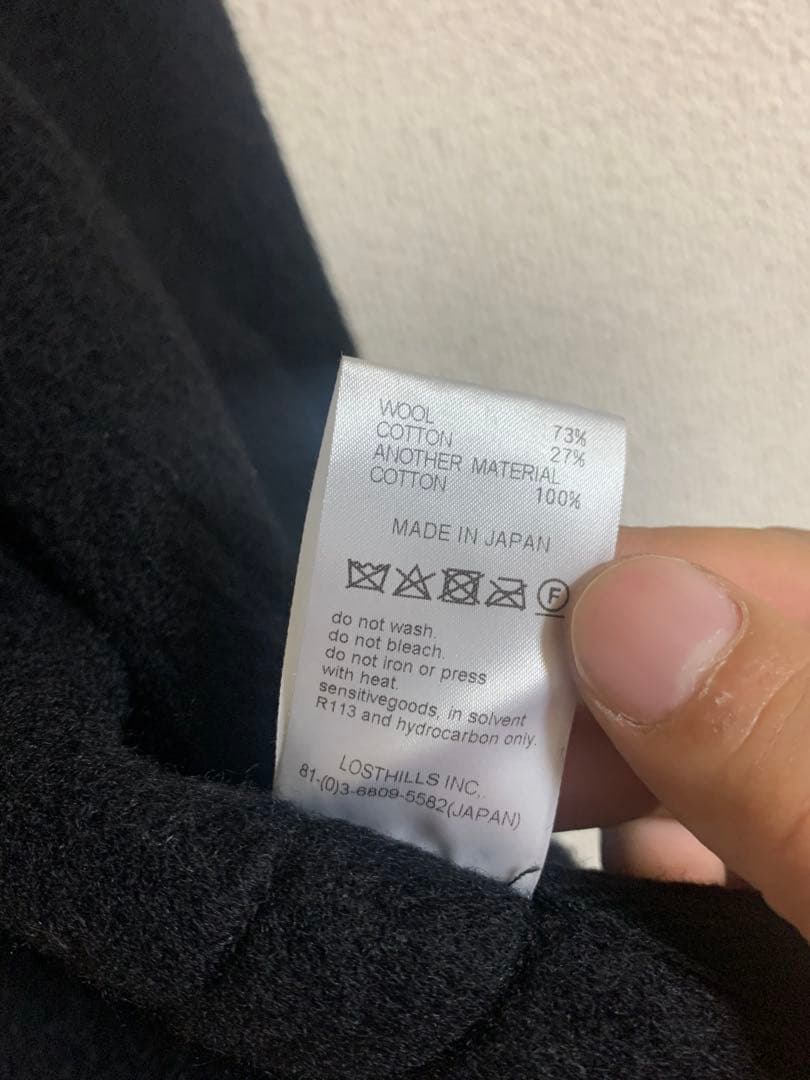 WOOL 73%
COTTON 27%
ANOTHER MATERIAL
COTTON 100%
MADE IN JAPAN
F
do not wash.
do not bleach.
do not iron or press
with heat.
sensitivegoods, in solvent
R113 and hydrocarbon only.
LOSTHILLS INC,.
81-(0)3-6809-5582(JAPAN)